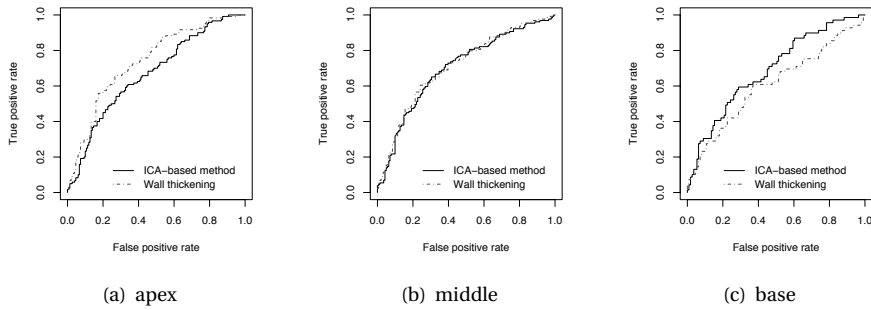 True positive rate
0.0 0.2 0.4 0.6 0.8 1.0
ICA−based method
Wall thickening
0.0 0.2 0.4 0.6 0.8 1.0
False positive rate
(a) apex
True positive rate
0.0 0.2 0.4 0.6 0.8 1.0
ICA−based method
Wall thickening
0.0 0.2 0.4 0.6 0.8 1.0
False positive rate
(b) middle
True positive rate
0.0 0.2 0.4 0.6 0.8 1.0
ICA−based method
Wall thickening
0.0 0.2 0.4 0.6 0.8 1.0
False positive rate
(c) base